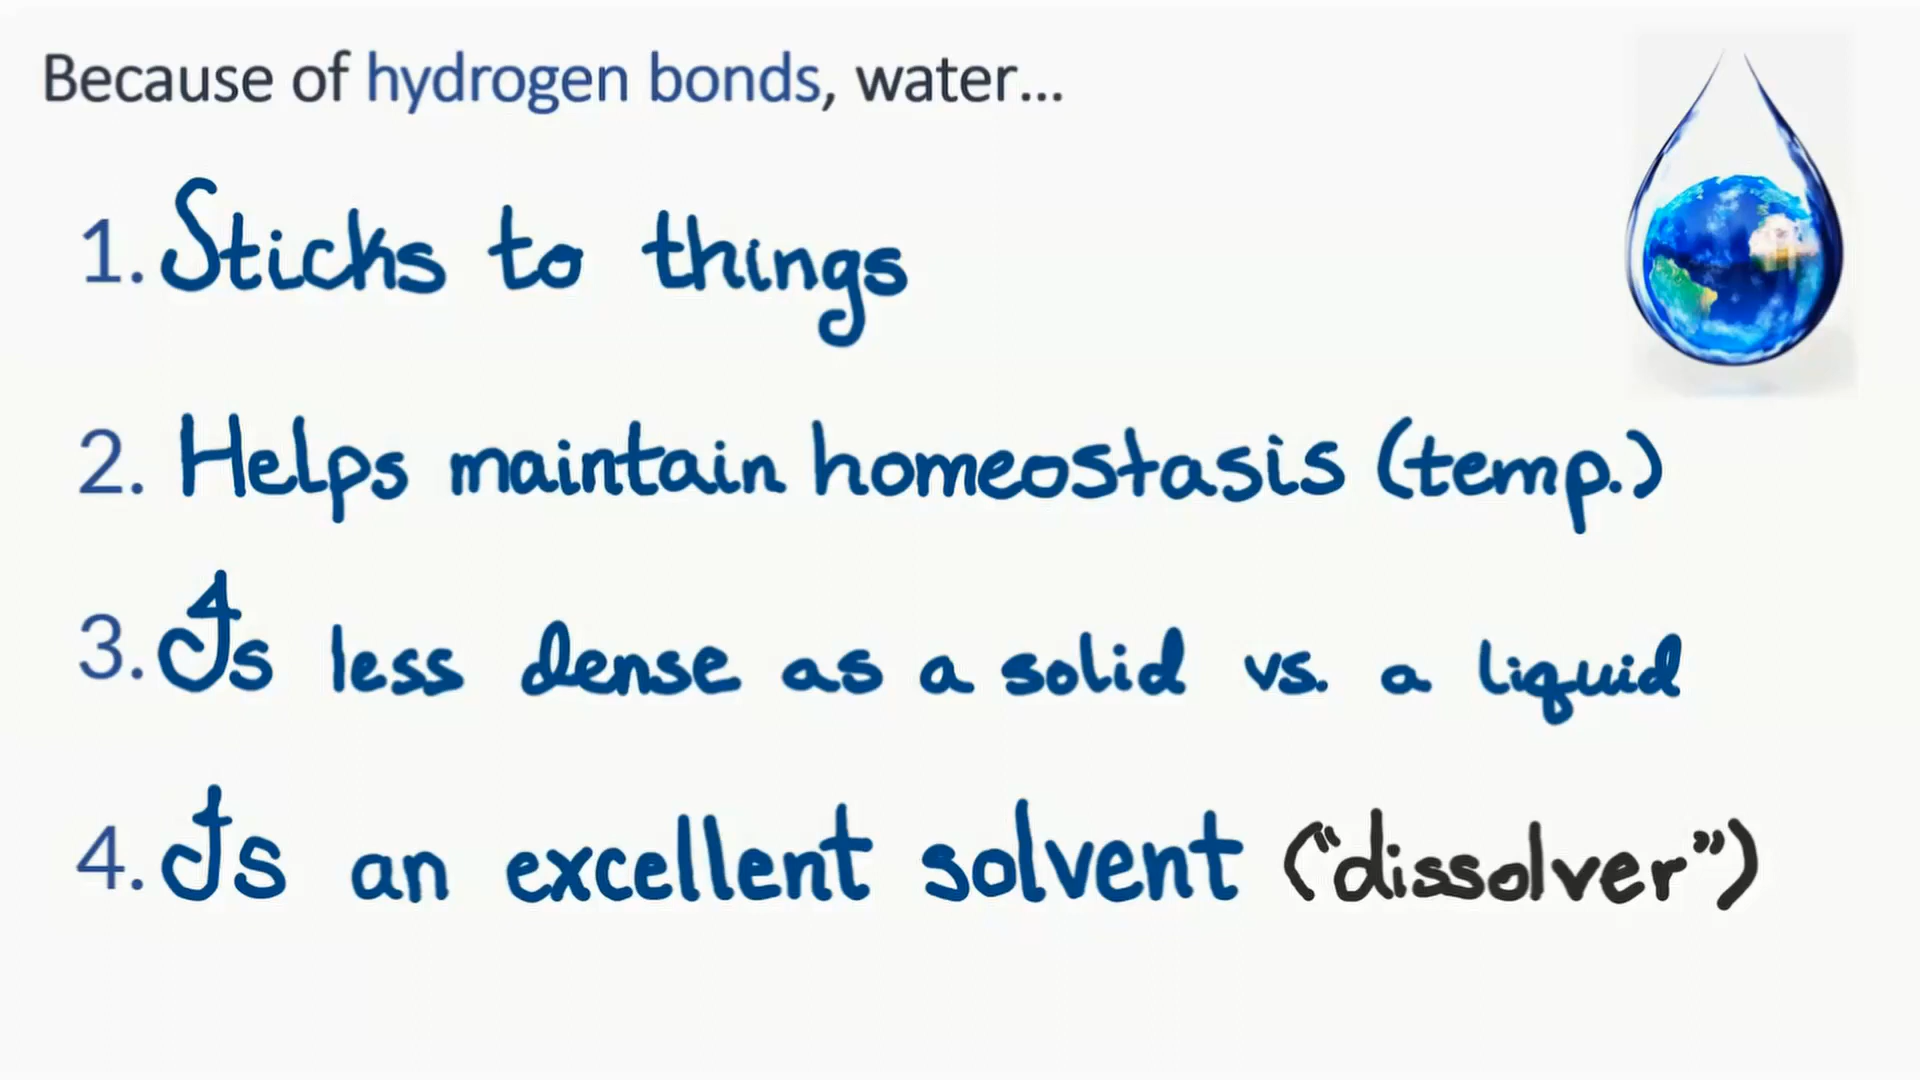 Because of hydrogen bonds, water...
1. Sticks to things
2. Helps maintain homeostasis (temp.)
3. Is less dense as a solid vs. a liquid
4. Is an excellent solvent ("dissolver")